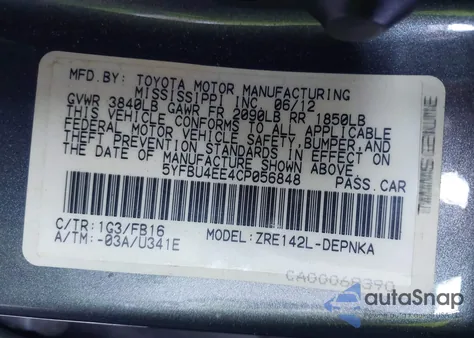 MFD.BY: TOYOTA MOTOR MANUFACTURING
MISSISSIPPI INC 06/12
GVWR 3840LB GAWR FR 2090LB RR 1850LB
THIS VEHICLE CONFORMS TO ALL APPLICABLE
FEDERAL MOTOR VEHICLE SAFETY,BUMPER,AND
THEFT PREVENTION STANDARDS IN EFFECT ON
THE DATE OF MANUFACTURE SHOWN ABOVE.
5YFBU4EE4CP056848 PASS.CAR
C/TR: 1G3/FB16
A/TM: -03A/U341E
MODEL: ZRE142L-DEPNKA
autoSnap